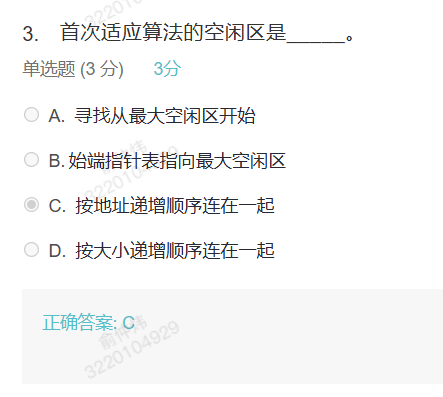 3. 首次适应算法的空闲区是_____。
单选题 (3 分) 3分
A. 寻找从最大空闲区开始
B. 始端指针表指向最大空闲区
C. 按地址递增顺序连在一起
D. 按大小递增顺序连在一起
正确答案: C
3220104929